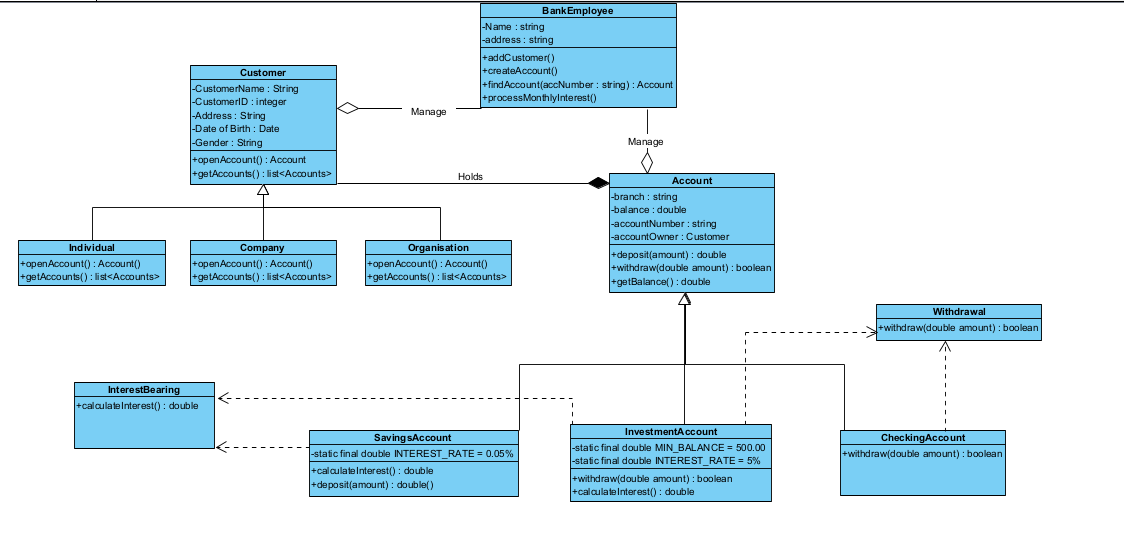 BankEmployee
-Name : string
-address : string
+addCustomer()
+createAccount()
+findAccount(accNumber : string) : Account
+processMonthlyInterest()
Customer
-CustomerName : String
-CustomerID : integer
-Address : String
-Date of Birth : Date
-Gender : String
+openAccount() : Account
+getAccounts() : list<Accounts>
Manage
Manage
Holds
Account
-branch : string
-balance : double
-accountNumber : string
-accountOwner : Customer
+deposit(amount) : double
+withdraw(double amount) : boolean
+getBalance() : double
Individual
+openAccount() : Account()
+getAccounts() : list<Accounts>
Company
+openAccount() : Account()
+getAccounts() : list<Accounts>
Organisation
+openAccount() : Account()
+getAccounts() : list<Accounts>
Withdrawal
+withdraw(double amount) : boolean
InterestBearing
+calculateInterest() : double
SavingsAccount
-static final double INTEREST_RATE = 0.05%
+calculateInterest() : double
+deposit(amount) : double()
InvestmentAccount
-static final double MIN_BALANCE = 500.00
-static final double INTEREST_RATE = 5%
+withdraw(double amount) : boolean
+calculateInterest() : double
CheckingAccount
+withdraw(double amount) : boolean